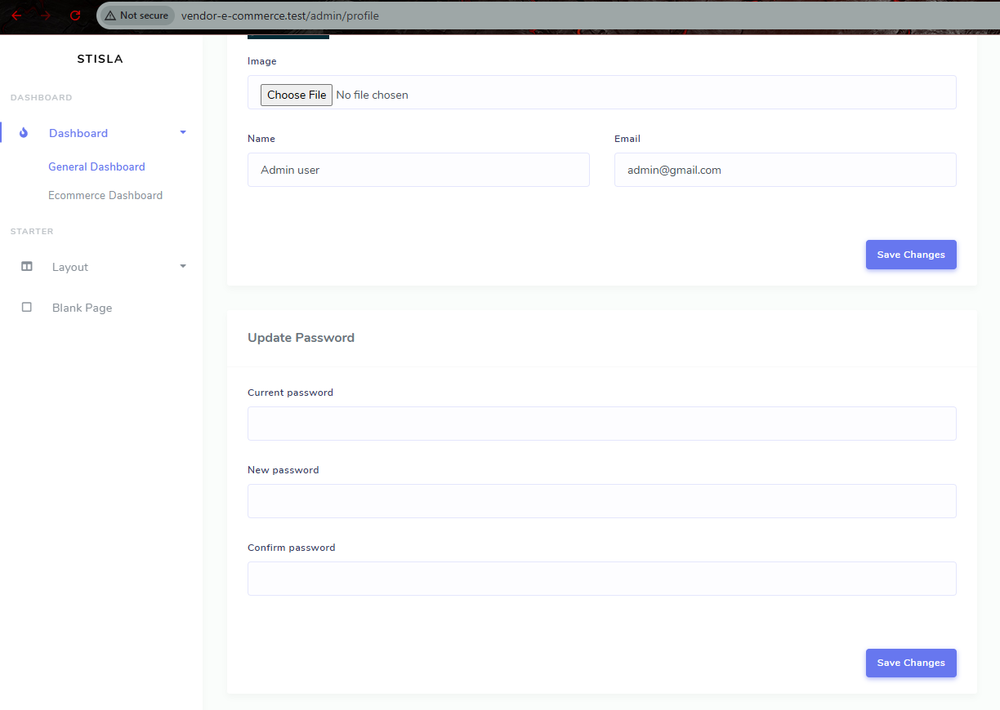 Not secure vendor-e-commerce.test/admin/profile
STISLA
DASHBOARD
Dashboard
General Dashboard
Ecommerce Dashboard
STARTER
Layout
Blank Page
Image
Choose File No file chosen
Name Email
Admin user admin@gmail.com
Save Changes
Update Password
Current password
New password
Confirm password
Save Changes